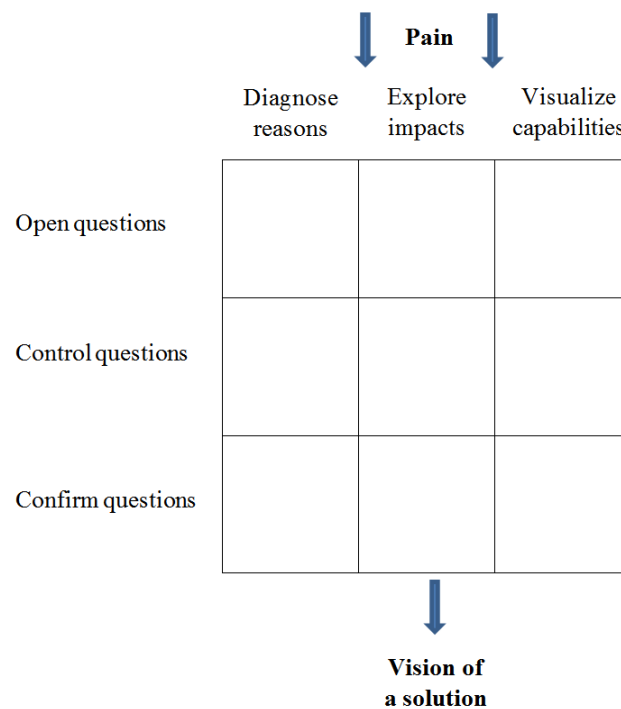 Pain
Diagnose
reasons
Explore
impacts
Visualize
capabilities
Open questions
Control questions
Confirm questions
Vision of
a solution